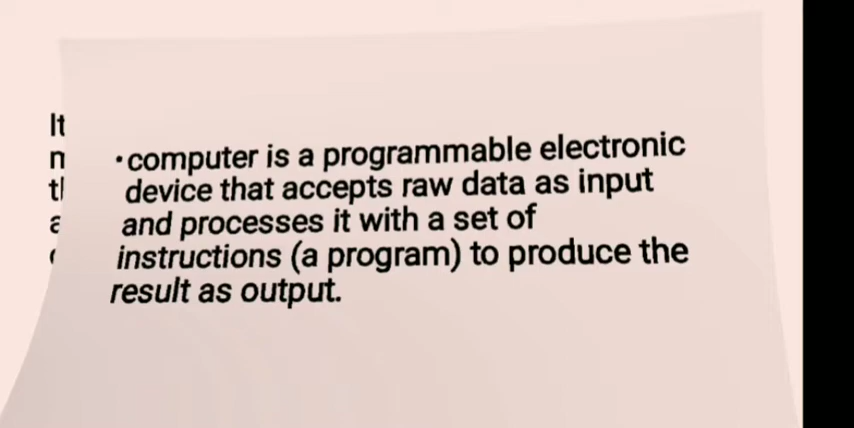 It
·computer is a programmable electronic
device that accepts raw data as input
and processes it with a set of
instructions (a program) to produce the
result as output.